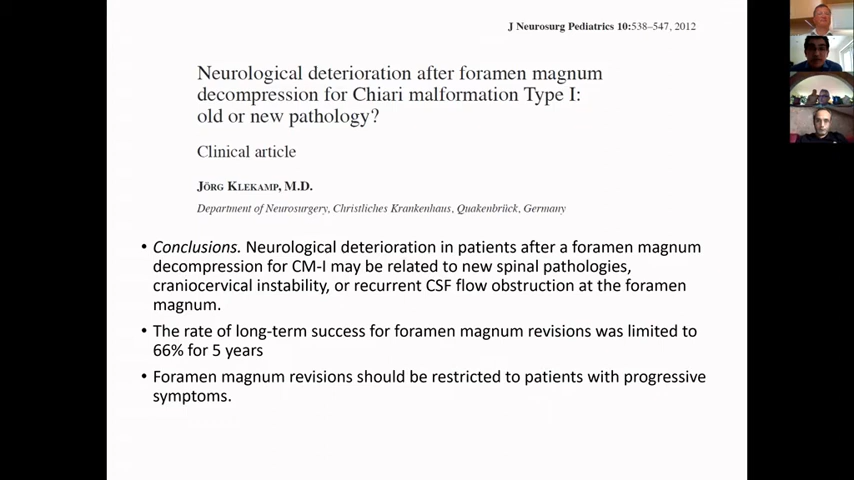 J Neurosurg Pediatrics 10:538–547, 2012
Neurological deterioration after foramen magnum
decompression for Chiari malformation Type I:
old or new pathology?
Clinical article
JÖRG KLEKAMP, M.D.
Department of Neurosurgery, Christliches Krankenhaus, Quakenbrück, Germany
• Conclusions. Neurological deterioration in patients after a foramen magnum
decompression for CM-I may be related to new spinal pathologies,
craniocervical instability, or recurrent CSF flow obstruction at the foramen
magnum.
• The rate of long-term success for foramen magnum revisions was limited to
66% for 5 years
• Foramen magnum revisions should be restricted to patients with progressive
symptoms.